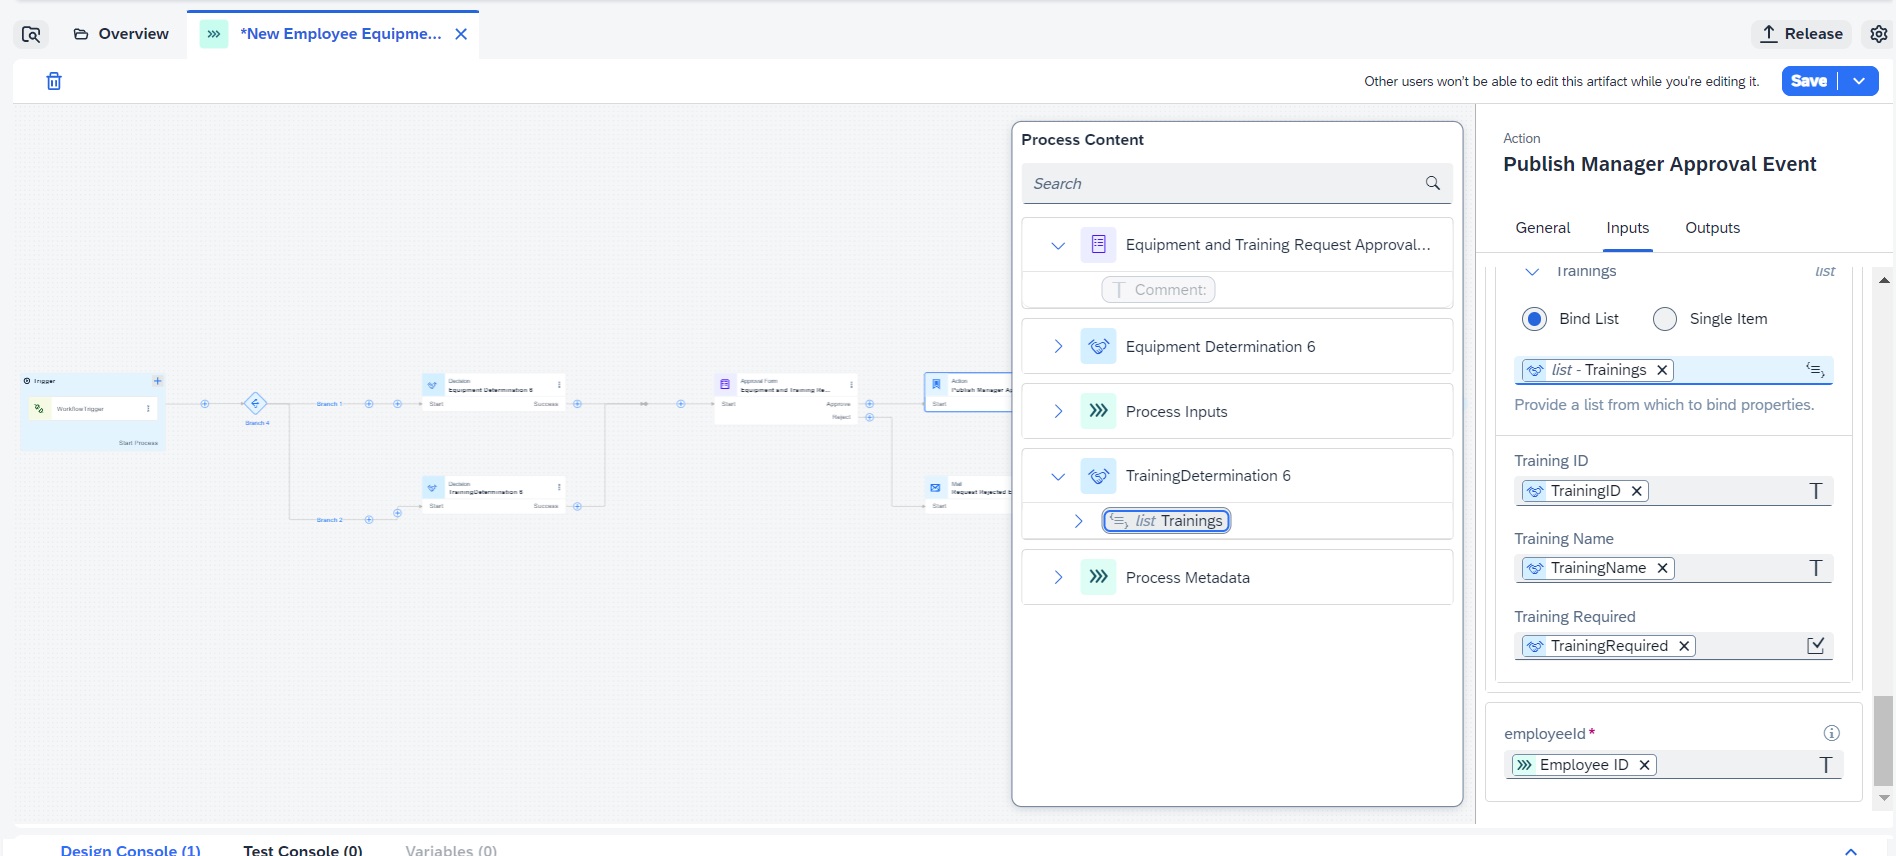 Overview
*New Employee Equipme...
Release
Other users won't be able to edit this artifact while you're editing it.
Save
Trigger
Workflow Trigger
Start Process
Branch 4
Branch 1
Branch 2
Decision
Equipment Determination 6
Start
Success
Decision
TrainingDetermination 6
Start
Success
Approval Form
Equipment and Training Re...
Start
Approve
Reject
Action
Publish Manager Ap
Start
Mail
Request Rejected b
Start
Process Content
Search
Equipment and Training Request Approval...
Comment:
Equipment Determination 6
Process Inputs
TrainingDetermination 6
list Trainings
Process Metadata
Action
Publish Manager Approval Event
General
Inputs
Outputs
Trainings
list
Bind List
Single Item
list - Trainings
Provide a list from which to bind properties.
Training ID
TrainingID
Training Name
TrainingName
Training Required
TrainingRequired
employeeId*
Employee ID
Design Console (1)
Test Console (0)
Variables (0)